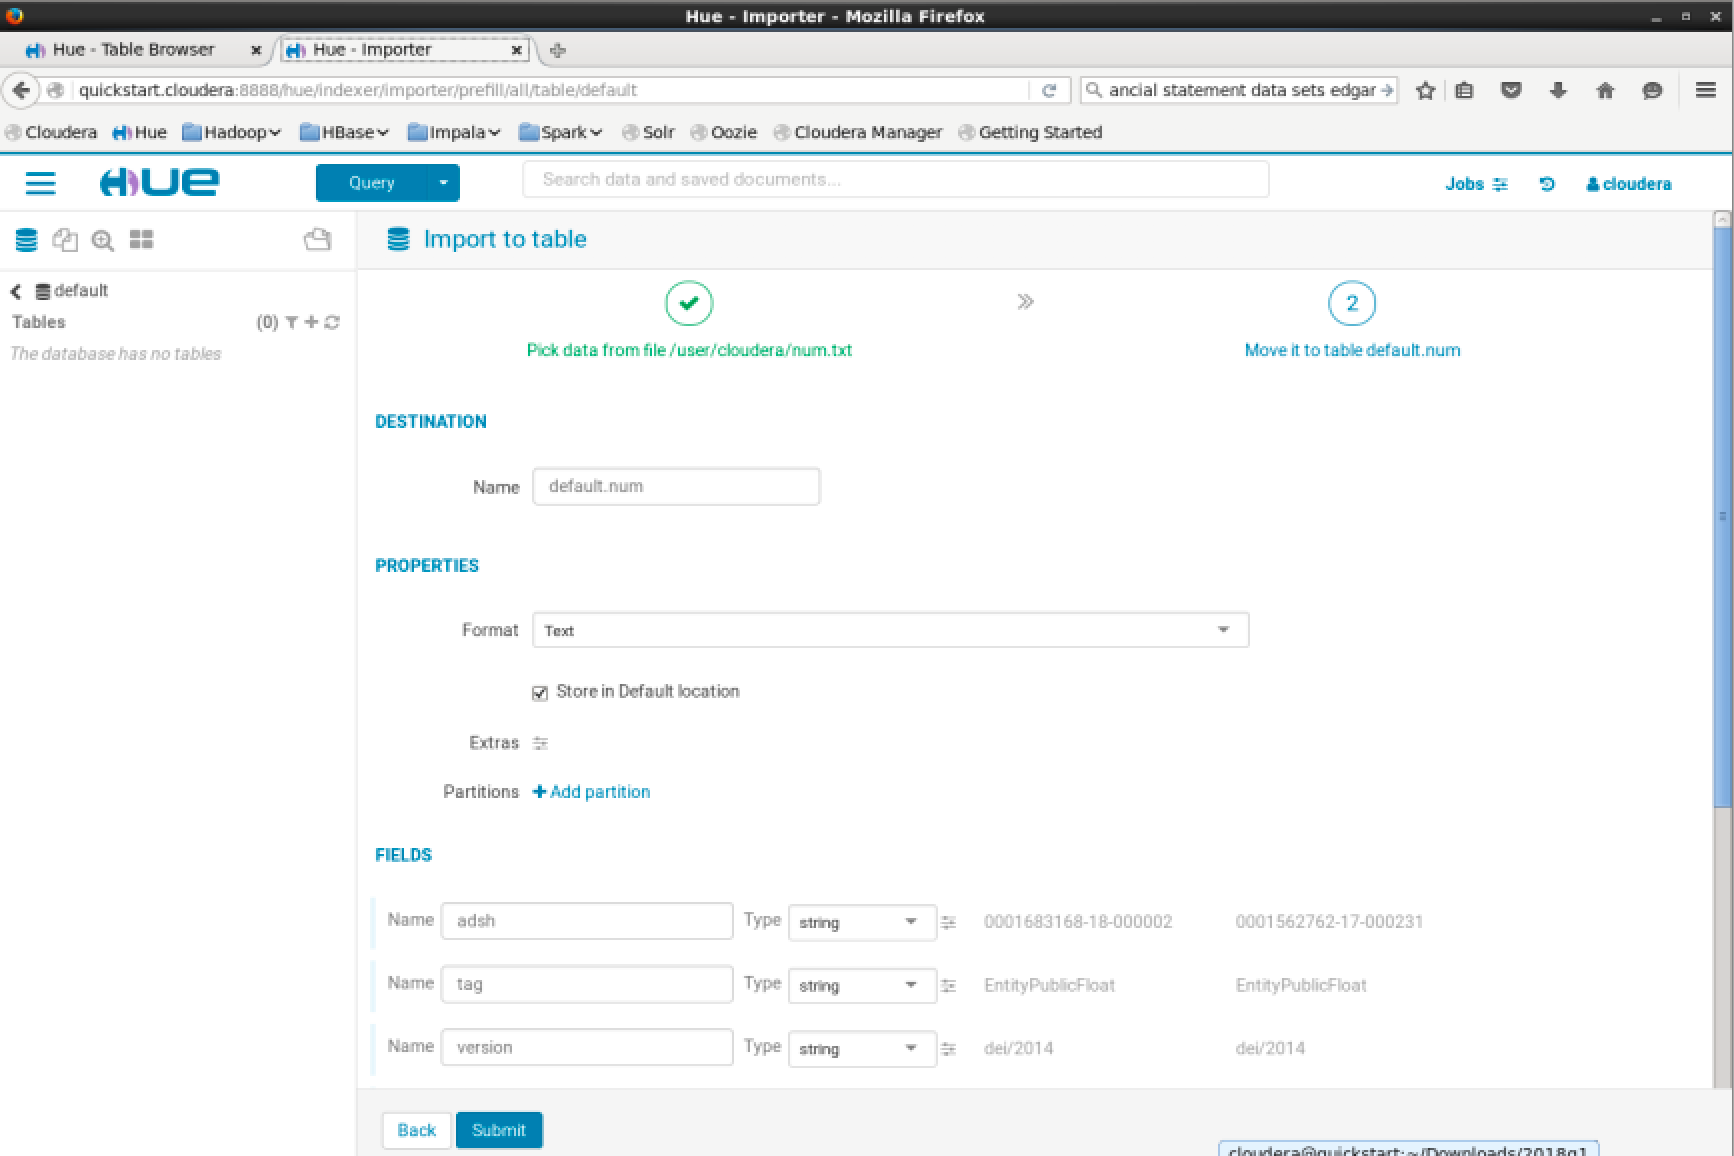 Hue - Importer - Mozilla Firefox
Hue - Table Browser
Hue - Importer
quickstart.cloudera:8888/hue/indexer/importer/prefill/all/table/default
ancial statement data sets edgar
Cloudera Hue Hadoop HBase Impala Spark Solr Oozie Cloudera Manager Getting Started
HUE
Query
Search data and saved documents...
Jobs
cloudera
Import to table
default
Tables (0)
The database has no tables
2
Pick data from file /user/cloudera/num.txt
Move it to table default.num
DESTINATION
Name default.num
PROPERTIES
Format Text
Store in Default location
Extras
Partitions Add partition
FIELDS
Name adsh Type string 0001683168-18-000002 0001562762-17-000231
Name tag Type string EntityPublicFloat EntityPublicFloat
Name version Type string dei/2014 dei/2014
Back Submit
cloudera@quickstart:~/Downloads/2018q1